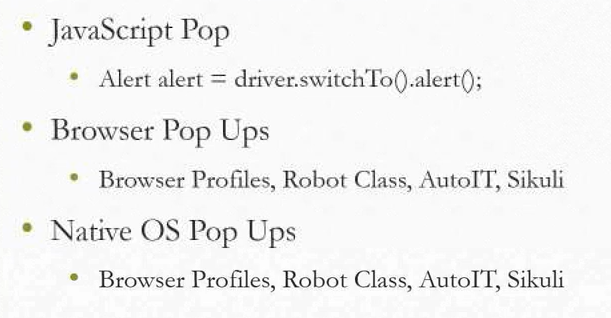 JavaScript Pop
Alert alert = driver.switchTo().alert();
Browser Pop Ups
Browser Profiles, Robot Class, AutoIT, Sikuli
Native OS Pop Ups
Browser Profiles, Robot Class, AutoIT, Sikuli